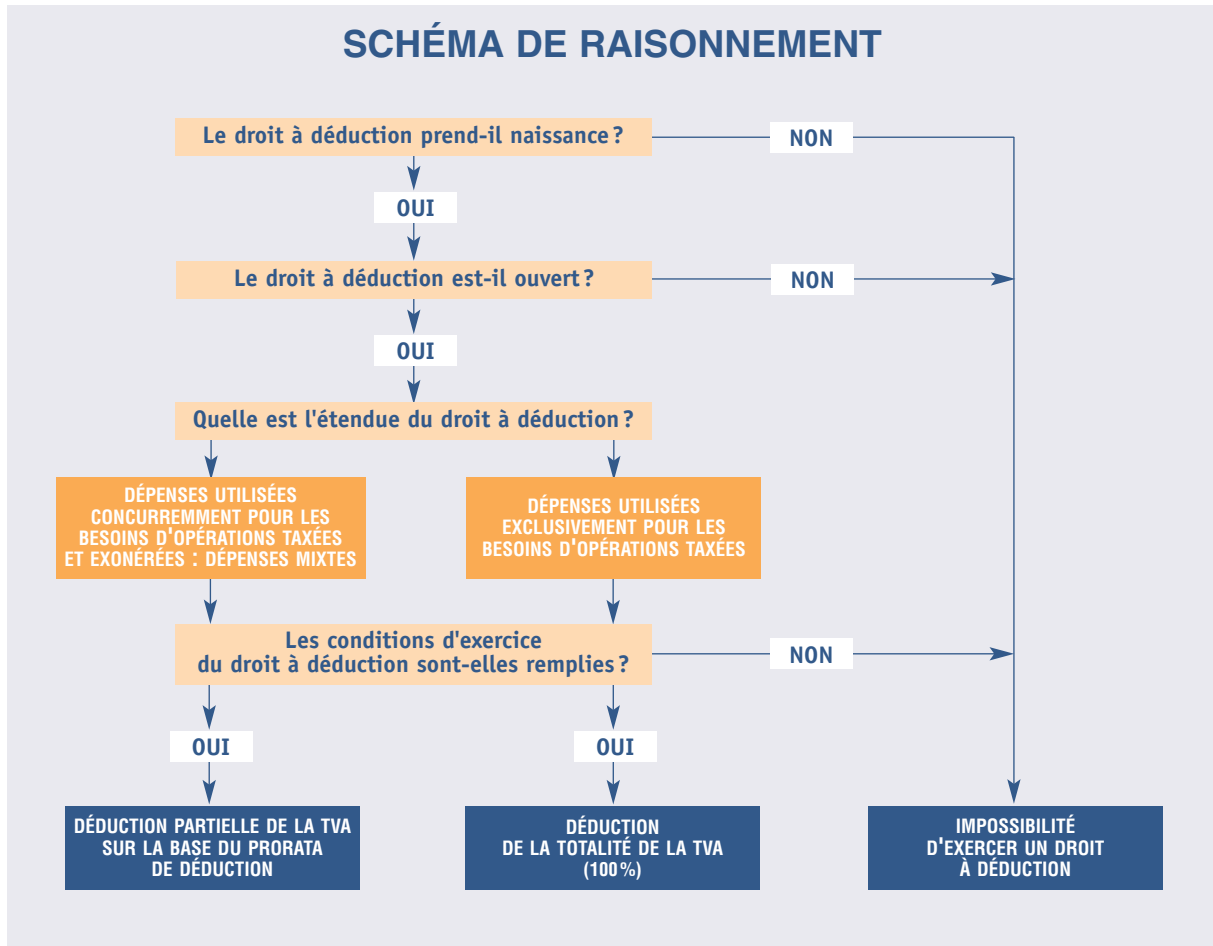 SCHÉMA DE RAISONNEMENT
Le droit à déduction prend-il naissance ?
NON
OUI
Le droit à déduction est-il ouvert ?
NON
OUI
Quelle est l'étendue du droit à déduction ?
DÉPENSES UTILISÉES
CONCURREMMENT POUR LES
BESOINS D'OPÉRATIONS TAXÉES
ET EXONÉRÉES : DÉPENSES MIXTES
DÉPENSES UTILISÉES
EXCLUSIVEMENT POUR LES
BESOINS D'OPÉRATIONS TAXÉES
Les conditions d'exercice
du droit à déduction sont-elles remplies ?
NON
OUI
OUI
DÉDUCTION PARTIELLE DE LA TVA
SUR LA BASE DU PRORATA
DE DÉDUCTION
DÉDUCTION
DE LA TOTALITÉ DE LA TVA
(100 %)
IMPOSSIBILITÉ
D'EXERCER UN DROIT
À DÉDUCTION